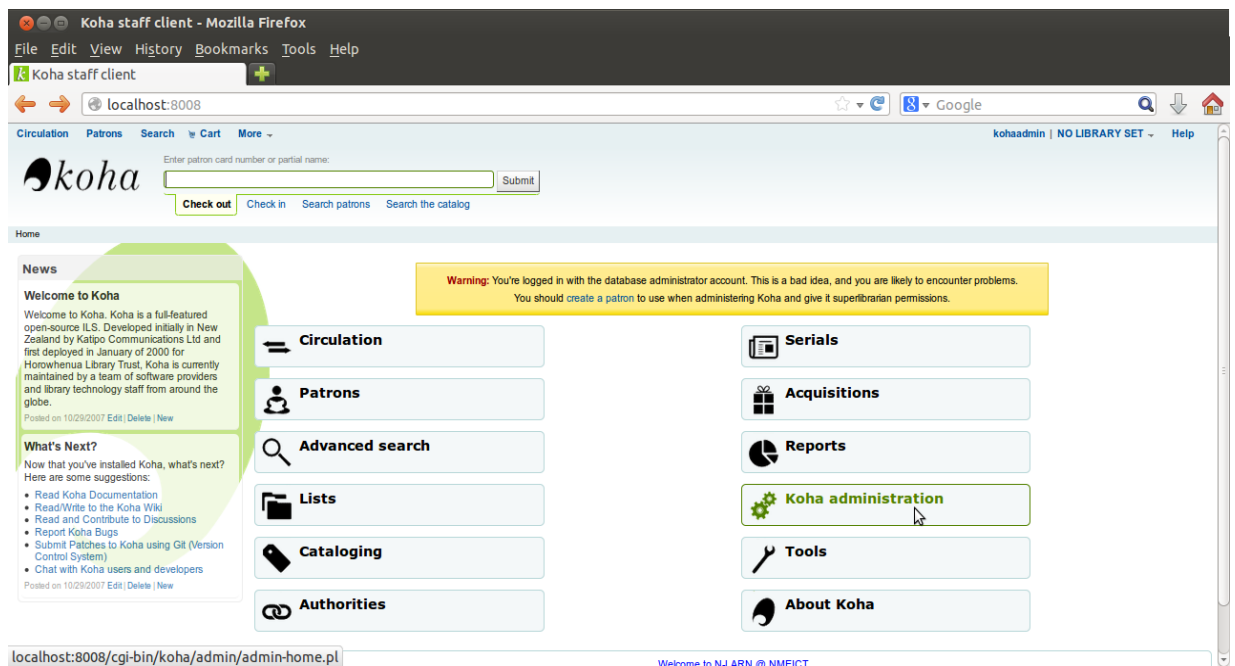 Koha staff client - Mozilla Firefox
File Edit View History Bookmarks Tools Help
Koha staff client
localhost:8008
Google
Circulation Patrons Search Cart More
kohaadmin | NO LIBRARY SET Help
koha
Enter patron card number or partial name:
Submit
Check out Check in Search patrons Search the catalog
Home
News
Welcome to Koha
Welcome to Koha. Koha is a full-featured
open-source ILS. Developed initially in New
Zealand by Katipo Communications Ltd and
first deployed in January of 2000 for
Horowhenua Library Trust, Koha is currently
maintained by a team of software providers
and library technology staff from around the
globe.
Posted on 10/29/2007 Edit | Delete | New
What's Next?
Now that you've installed Koha, what's next?
Here are some suggestions:
Read Koha Documentation
Read/Write to the Koha Wiki
Read and Contribute to Discussions
Report Koha Bugs
Submit Patches to Koha using Git (Version
Control System)
Chat with Koha users and developers
Posted on 10/29/2007 Edit | Delete | New
Warning: You're logged in with the database administrator account. This is a bad idea, and you are likely to encounter problems.
You should create a patron to use when administering Koha and give it superlibrarian permissions.
Circulation
Patrons
Advanced search
Lists
Cataloging
Authorities
Serials
Acquisitions
Reports
Koha administration
Tools
About Koha
localhost:8008/cgi-bin/koha/admin/admin-home.pl
Welcome to @ NMEICT